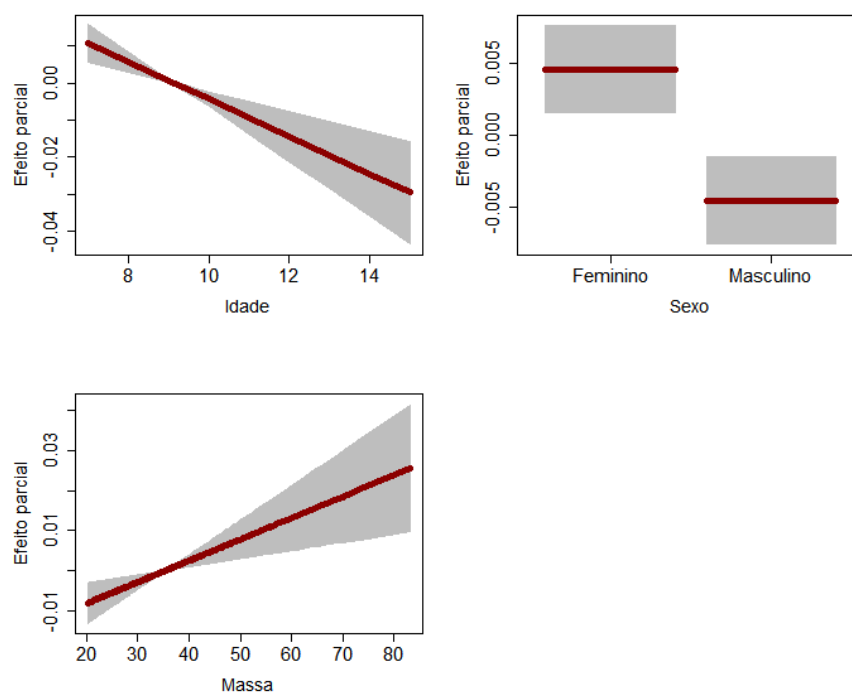 Efeito parcial
0.00
-0.02
-0.04
8
10
12
14
Idade
Efeito parcial
0.005
0.000
-0.005
Feminino
Masculino
Sexo
Efeito parcial
0.03
0.01
-0.01
20
30
40
50
60
70
80
Massa